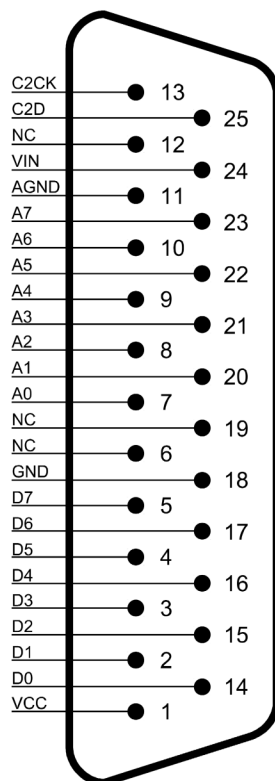 C2CK 13
C2D 25
NC 12
VIN 24
AGND 11
A7 23
A6 10
A5 22
A4 9
A3 21
A2 8
A1 20
A0 7
NC 19
NC 6
GND 18
D7 5
D6 17
D5 4
D4 16
D3 3
D2 15
D1 2
D0 14
VCC 1